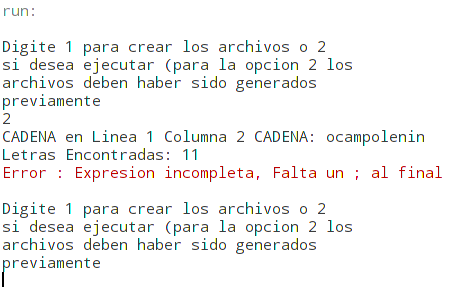 run:
Digite 1 para crear los archivos o 2
si desea ejecutar (para la opcion 2 los
archivos deben haber sido generados
previamente
2
CADENA en Linea 1 Columna 2 CADENA: ocampolenin
Letras Encontradas: 11
Error : Expresion incompleta, Falta un ; al final
Digite 1 para crear los archivos o 2
si desea ejecutar (para la opcion 2 los
archivos deben haber sido generados
previamente